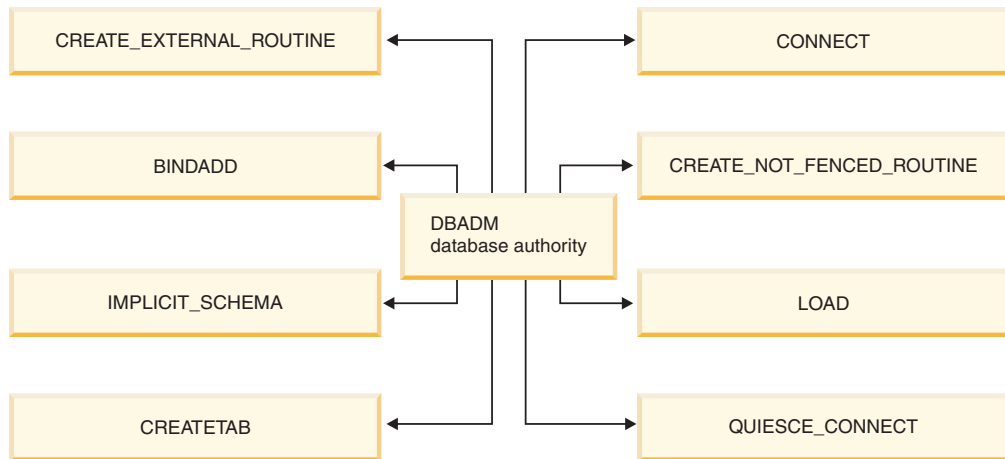 CREATE_EXTERNAL_ROUTINE
CONNECT
BINDADD
CREATE_NOT_FENCED_ROUTINE
DBADM
database authority
IMPLICIT_SCHEMA
LOAD
CREATETAB
QUIESCE_CONNECT